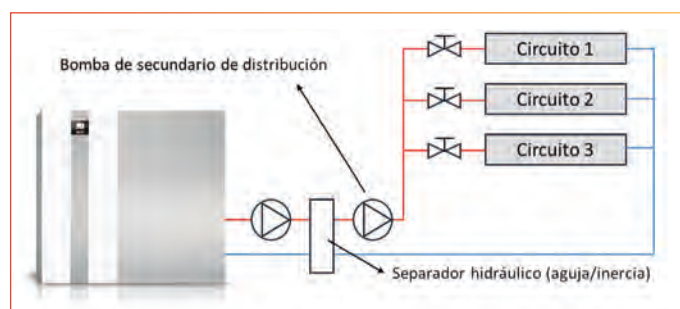 Bomba de secundario de distribución
Circuito 1
Circuito 2
Circuito 3
Separador hidráulico (aguja/inercia)